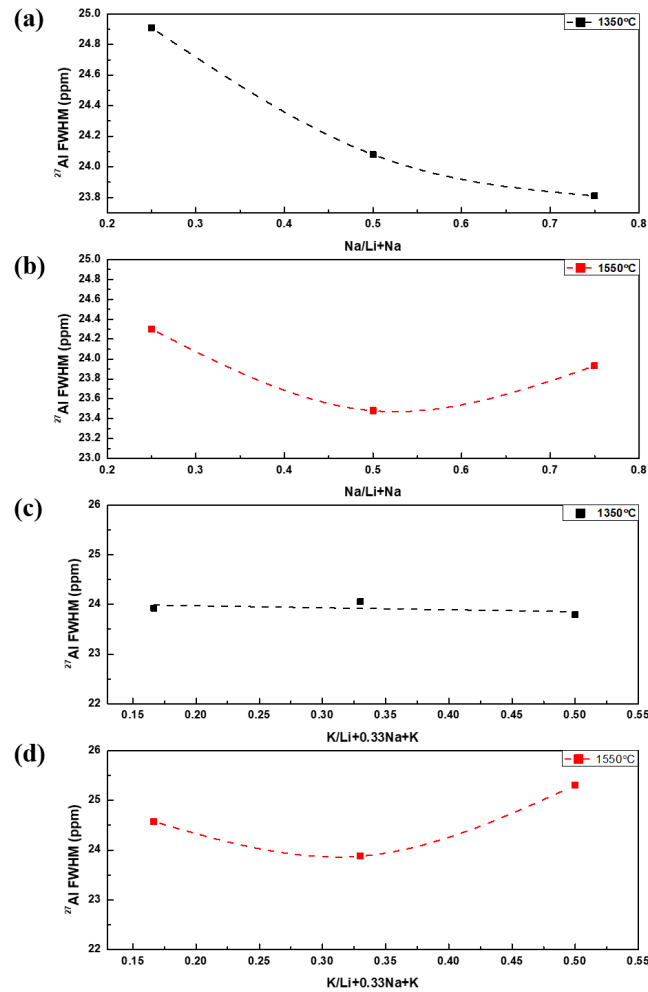 (a)
1350°C
25.0
24.8
24.6
24.4
24.2
24.0
23.8
²⁷Al FWHM (ppm)
0.2 0.3 0.4 0.5 0.6 0.7 0.8
Na/Li+Na
(b)
1550°C
25.0
24.8
24.6
24.4
24.2
24.0
23.8
23.6
23.4
23.2
23.0
²⁷Al FWHM (ppm)
0.2 0.3 0.4 0.5 0.6 0.7 0.8
Na/Li+Na
(c)
1350°C
26
25
24
23
22
²⁷Al FWHM (ppm)
0.15 0.20 0.25 0.30 0.35 0.40 0.45 0.50 0.55
K/Li+0.33Na+K
(d)
1550°C
26
25
24
23
22
²⁷Al FWHM (ppm)
0.15 0.20 0.25 0.30 0.35 0.40 0.45 0.50 0.55
K/Li+0.33Na+K